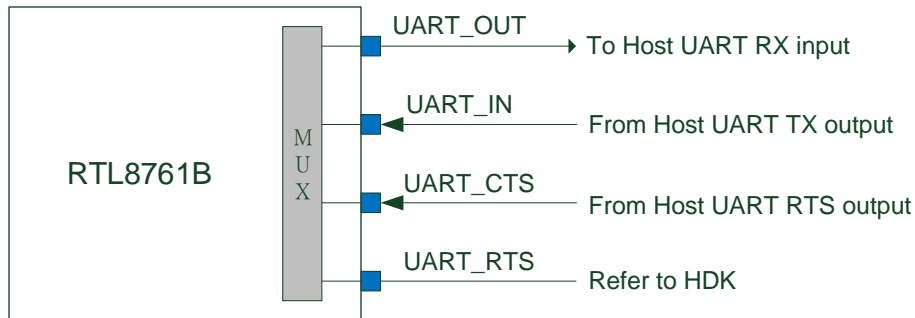 UART_OUT
To Host UART RX input
UART_IN
From Host UART TX output
MUX
RTL8761B
UART_CTS
From Host UART RTS output
UART_RTS
Refer to HDK